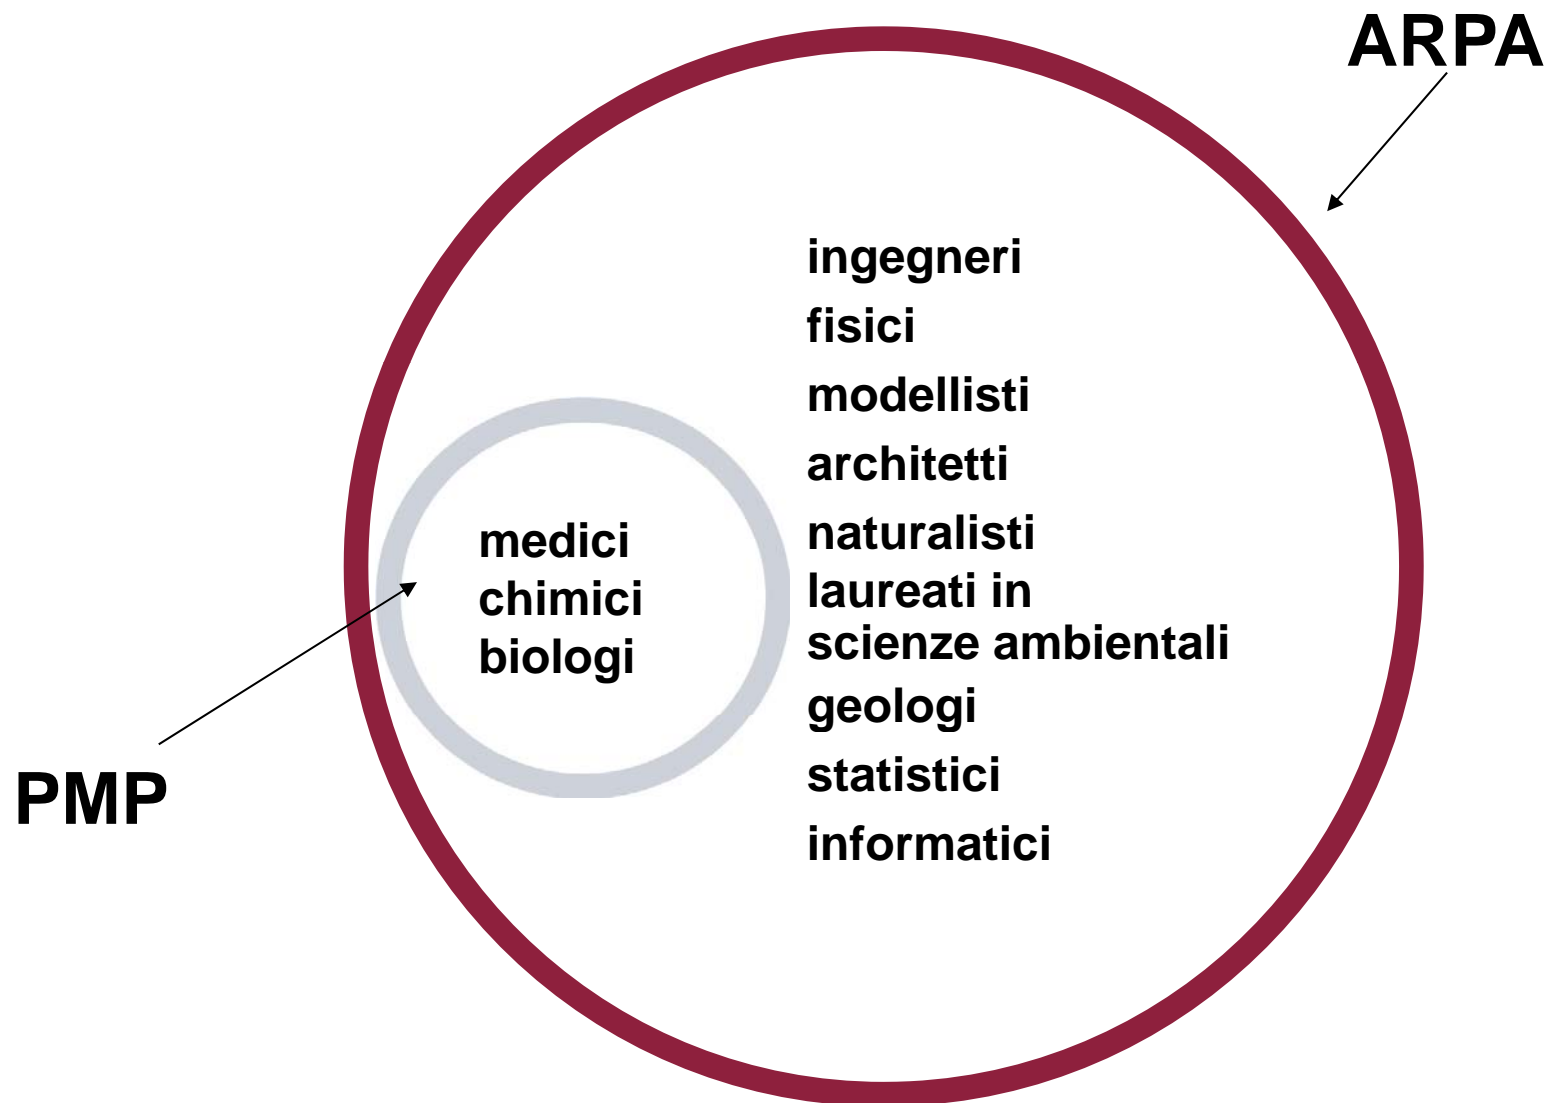 ARPA
ingegneri
fisici
modellisti
architetti
naturalisti
laureati in
scienze ambientali
geologi
statistici
informatici
medici
chimici
biologi
PMP